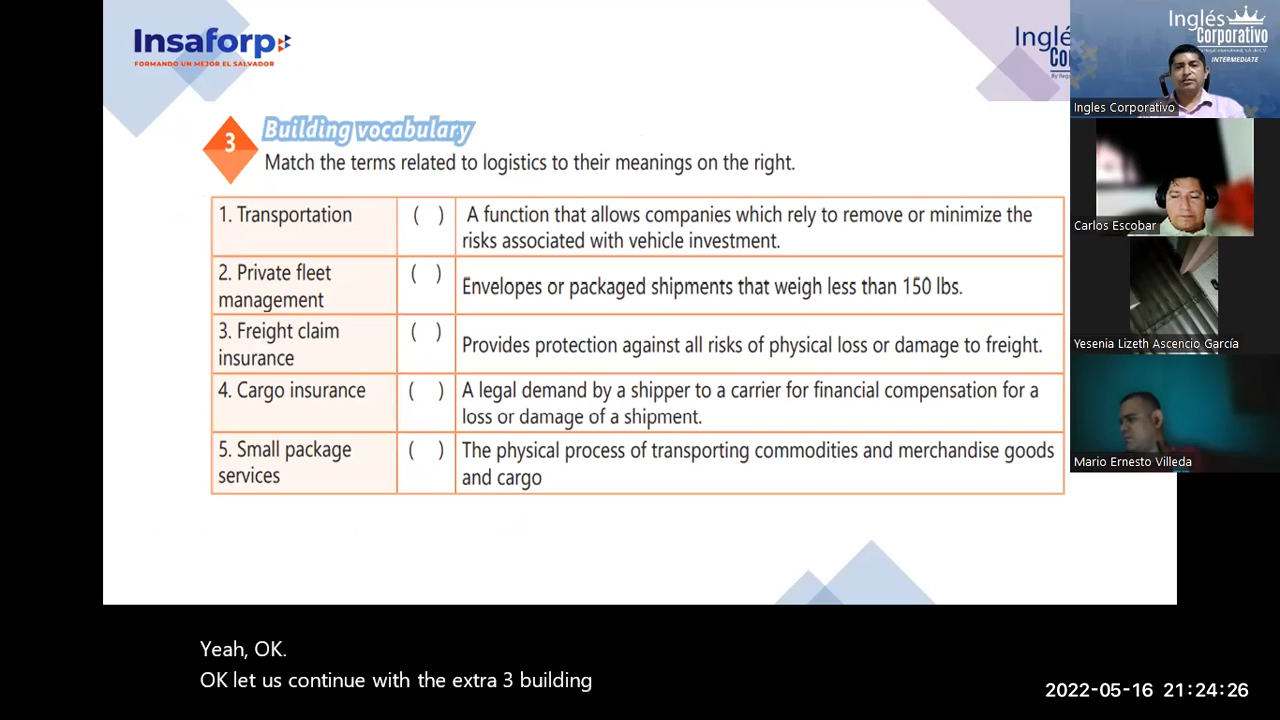 Insaforp
FORMANDO UN MEJOR EL SALVADOR
Inglés
Corporativo
INTERMEDIATE
Ingles Corporativo
Carlos Escobar
Yesenia Lizeth Ascencio García
Mario Ernesto Villeda
3
Building vocabulary
Match the terms related to logistics to their meanings on the right.
1. Transportation ( ) A function that allows companies which rely to remove or minimize the
risks associated with vehicle investment.
2. Private fleet
management
( ) Envelopes or packaged shipments that weigh less than 150 lbs.
3. Freight claim
insurance
( ) Provides protection against all risks of physical loss or damage to freight.
4. Cargo insurance ( ) A legal demand by a shipper to a carrier for financial compensation for a
loss or damage of a shipment.
5. Small package
services
( ) The physical process of transporting commodities and merchandise goods
and cargo
Yeah, OK.
OK let us continue with the extra 3 building
2022-05-16 21:24:26